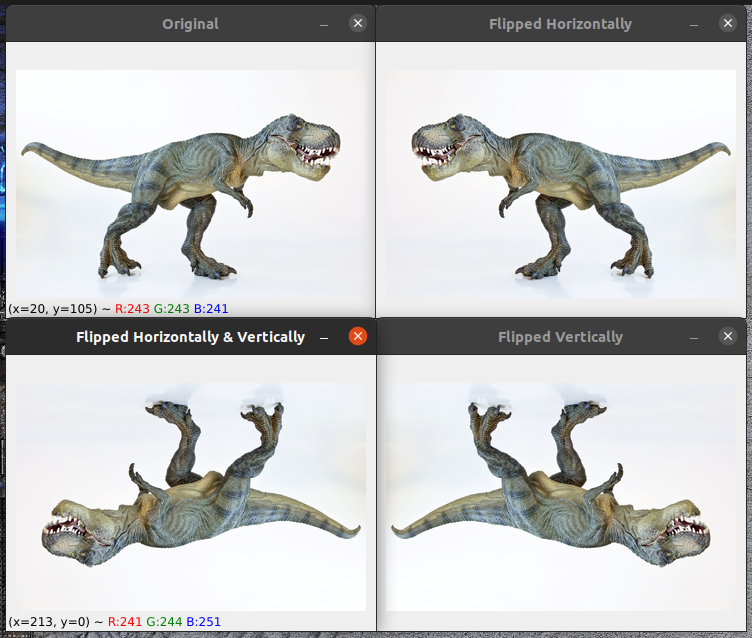 Original
Flipped Horizontally
(x=20, y=105) ~ R:243 G:243 B:241
Flipped Horizontally & Vertically
Flipped Vertically
(x=213, y=0) ~ R:241 G:244 B:251